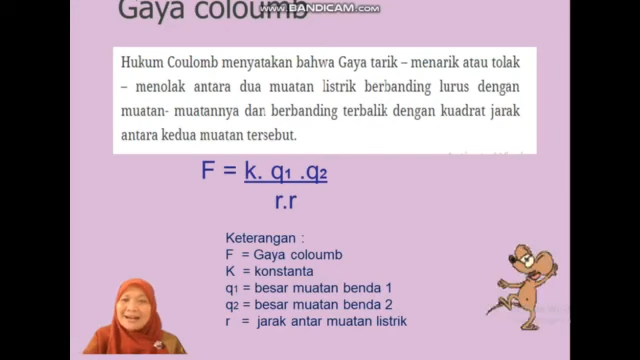 Gaya coloumb
www.BANDICAM.com
Hukum Coulomb menyatakan bahwa Gaya tarik – menarik atau tolak
– menolak antara dua muatan listrik berbanding lurus dengan
muatan- muatannya dan berbanding terbalik dengan kuadrat jarak
antara kedua muatan tersebut.
F = k. q1 .q2
r.r
Keterangan :
F = Gaya coloumb
K = konstanta
q1 = besar muatan benda 1
q2 = besar muatan benda 2
r = jarak antar muatan listrik